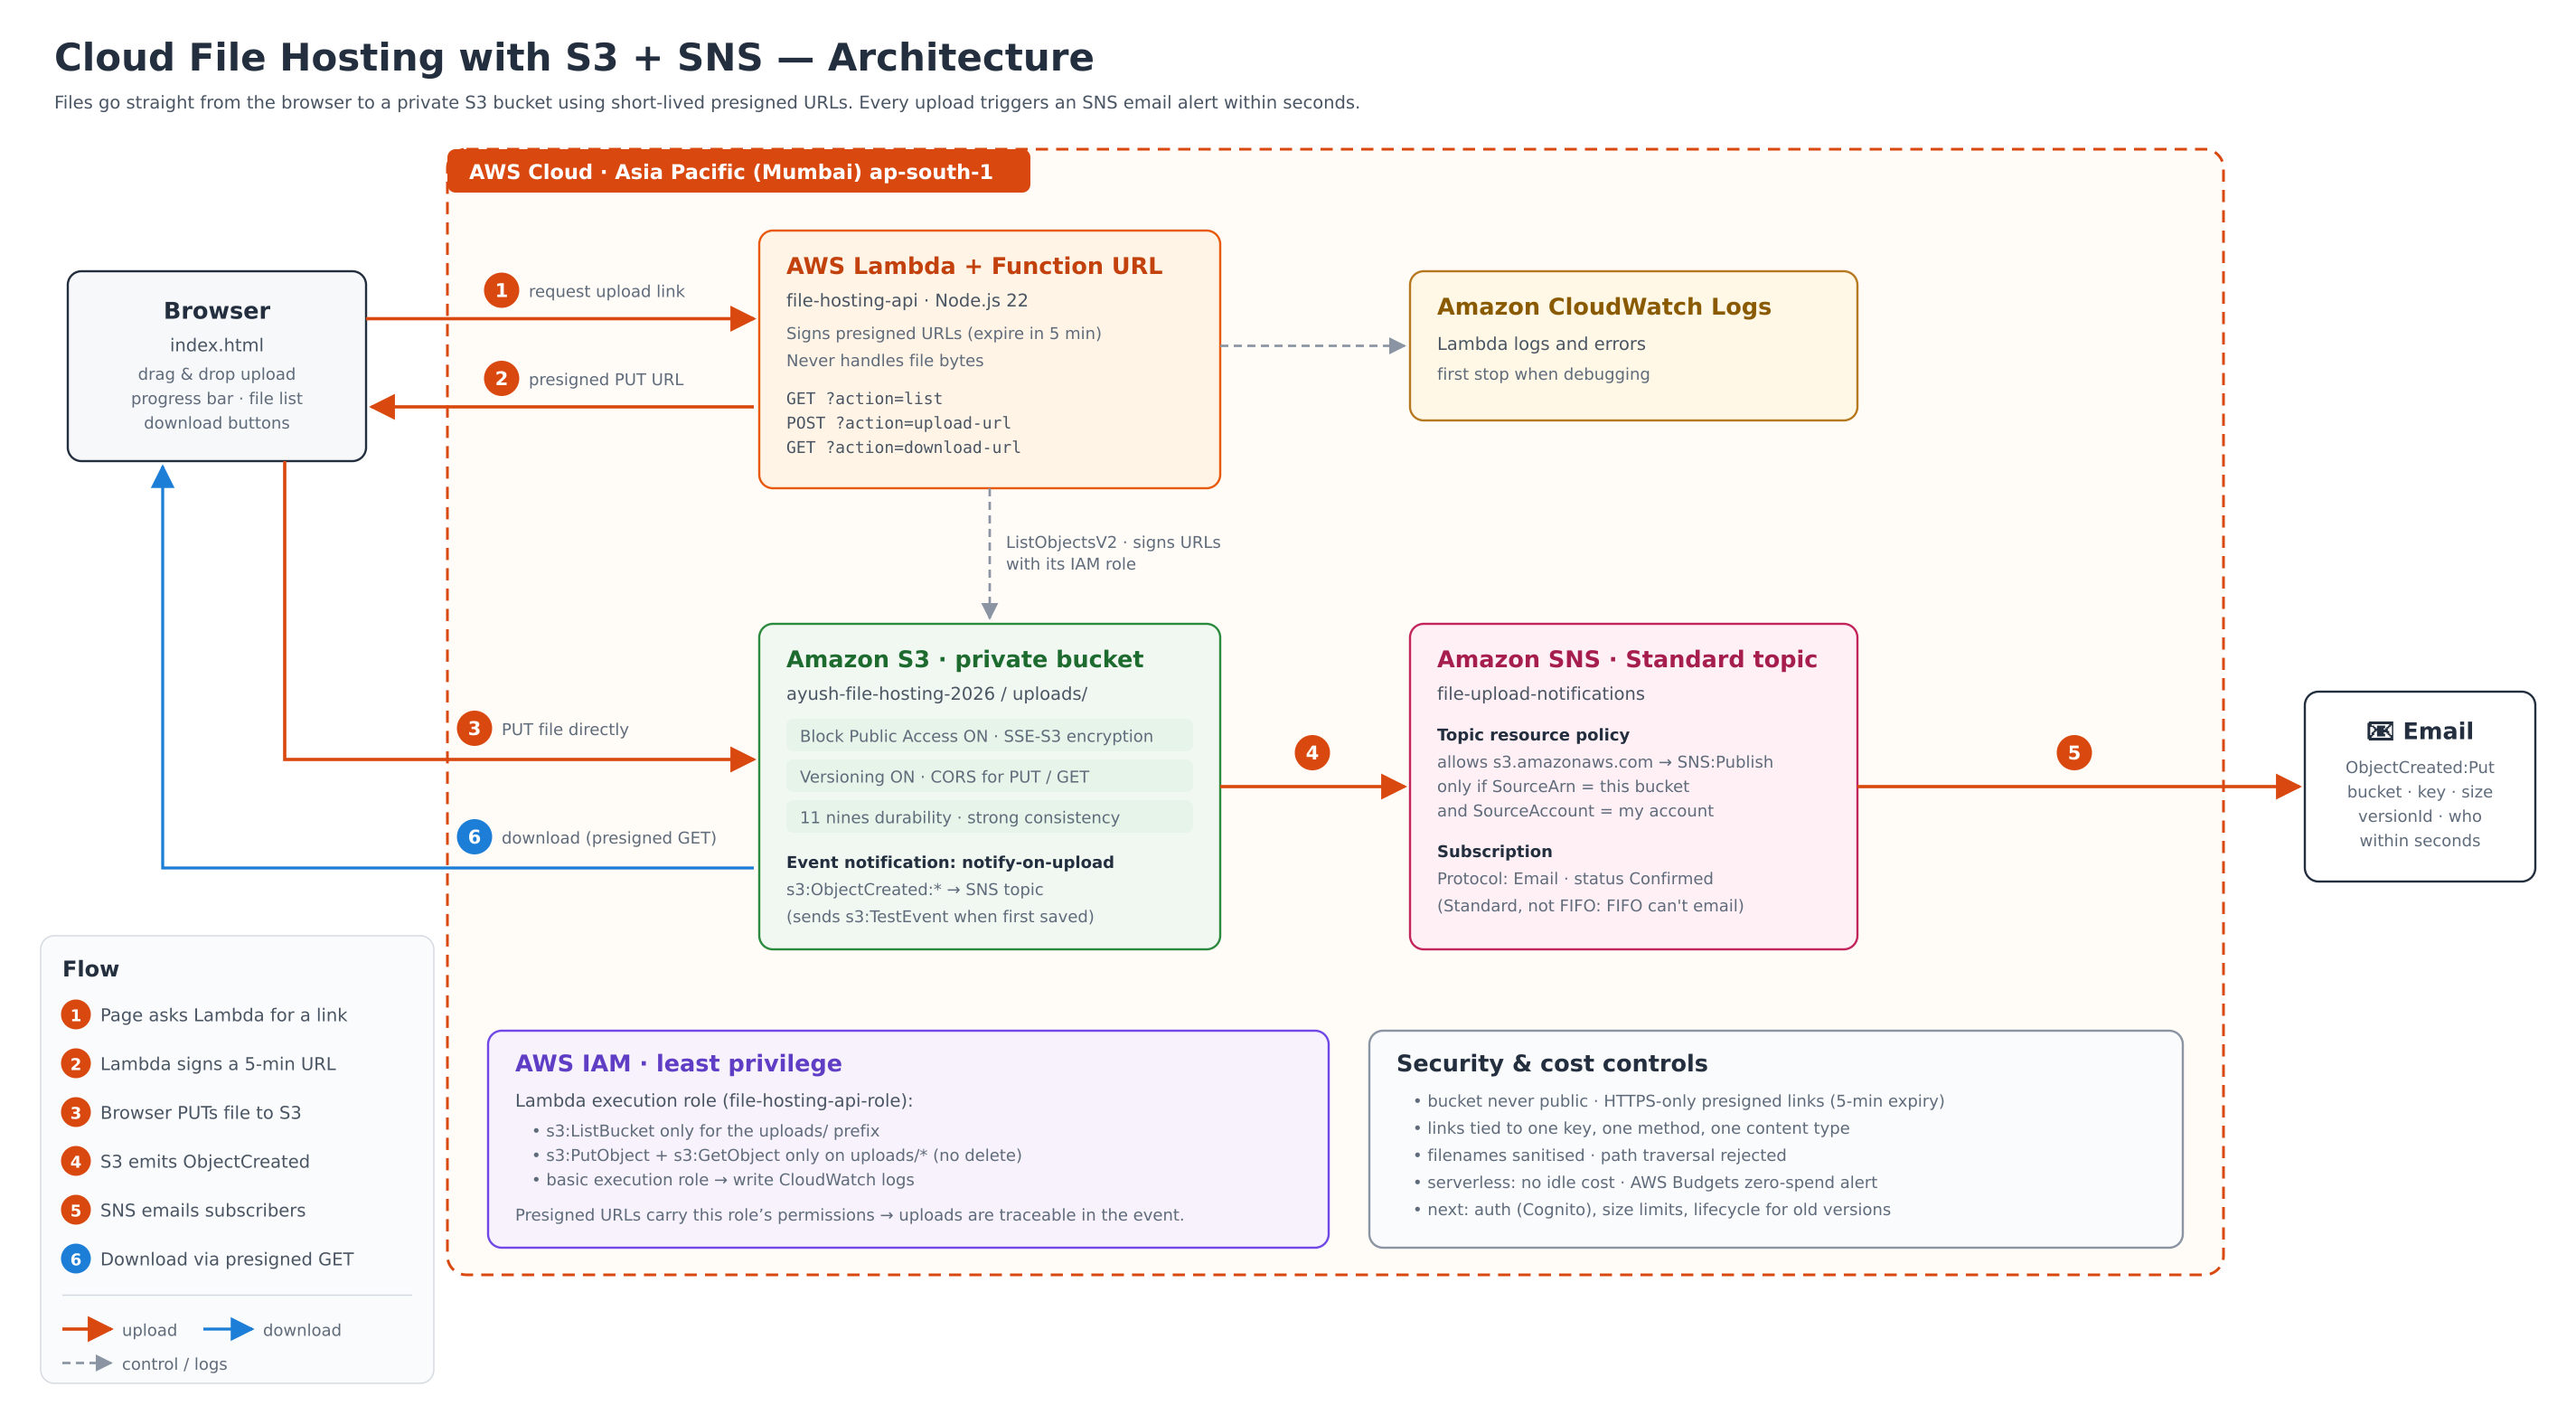 Cloud File Hosting with S3 + SNS — Architecture
Files go straight from the browser to a private S3 bucket using short-lived presigned URLs. Every upload triggers an SNS email alert within seconds.
AWS Cloud · Asia Pacific (Mumbai) ap-south-1
Browser
index.html
drag & drop upload
progress bar · file list
download buttons
1 request upload link
2 presigned PUT URL
AWS Lambda + Function URL
file-hosting-api · Node.js 22
Signs presigned URLs (expire in 5 min)
Never handles file bytes
GET ?action=list
POST ?action=upload-url
GET ?action=download-url
Amazon CloudWatch Logs
Lambda logs and errors
first stop when debugging
ListObjectsV2 · signs URLs
with its IAM role
3 PUT file directly
6 download (presigned GET)
Amazon S3 · private bucket
ayush-file-hosting-2026 / uploads/
Block Public Access ON · SSE-S3 encryption
Versioning ON · CORS for PUT / GET
11 nines durability · strong consistency
Event notification: notify-on-upload
s3:ObjectCreated:* → SNS topic
(sends s3:TestEvent when first saved)
4
Amazon SNS · Standard topic
file-upload-notifications
Topic resource policy
allows s3.amazonaws.com → SNS:Publish
only if SourceArn = this bucket
and SourceAccount = my account
Subscription
Protocol: Email · status Confirmed
(Standard, not FIFO: FIFO can't email)
5
📧 Email
ObjectCreated:Put
bucket · key · size
versionId · who
within seconds
Flow
1 Page asks Lambda for a link
2 Lambda signs a 5-min URL
3 Browser PUTs file to S3
4 S3 emits ObjectCreated
5 SNS emails subscribers
6 Download via presigned GET
upload download
control / logs
AWS IAM · least privilege
Lambda execution role (file-hosting-api-role):
• s3:ListBucket only for the uploads/ prefix
• s3:PutObject + s3:GetObject only on uploads/* (no delete)
• basic execution role → write CloudWatch logs
Presigned URLs carry this role’s permissions → uploads are traceable in the event.
Security & cost controls
• bucket never public · HTTPS-only presigned links (5-min expiry)
• links tied to one key, one method, one content type
• filenames sanitised · path traversal rejected
• serverless: no idle cost · AWS Budgets zero-spend alert
• next: auth (Cognito), size limits, lifecycle for old versions